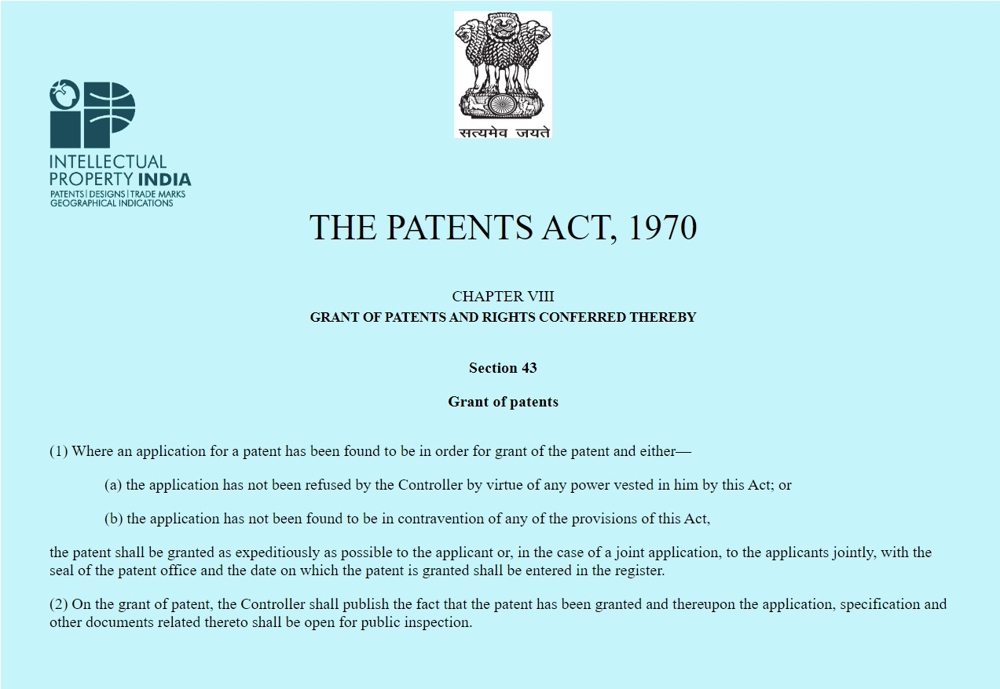 सत्यमेव जयते
INTELLECTUAL
PROPERTY INDIA
PATENTS|DESIGNS|TRADE MARKS
GEOGRAPHICAL INDICATIONS
THE PATENTS ACT, 1970
CHAPTER VIII
GRANT OF PATENTS AND RIGHTS CONFERRED THEREBY
Section 43
Grant of patents
(1) Where an application for a patent has been found to be in order for grant of the patent and either—
(a) the application has not been refused by the Controller by virtue of any power vested in him by this Act; or
(b) the application has not been found to be in contravention of any of the provisions of this Act,
the patent shall be granted as expeditiously as possible to the applicant or, in the case of a joint application, to the applicants jointly, with the
seal of the patent office and the date on which the patent is granted shall be entered in the register.
(2) On the grant of patent, the Controller shall publish the fact that the patent has been granted and thereupon the application, specification and
other documents related thereto shall be open for public inspection.